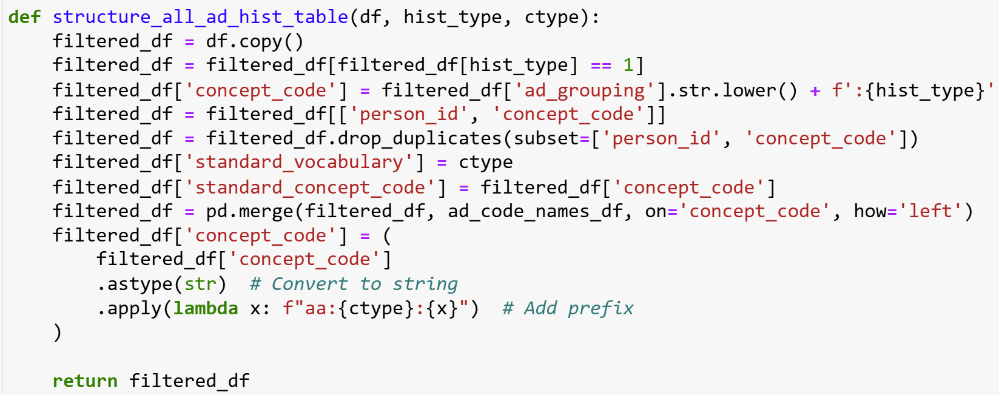 def structure_all_ad_hist_table(df, hist_type, ctype):
    filtered_df = df.copy()
    filtered_df = filtered_df[filtered_df[hist_type] == 1]
    filtered_df['concept_code'] = filtered_df['ad_grouping'].str.lower() + f':{hist_type}'
    filtered_df = filtered_df[['person_id', 'concept_code']]
    filtered_df = filtered_df.drop_duplicates(subset=['person_id', 'concept_code'])
    filtered_df['standard_vocabulary'] = ctype
    filtered_df['standard_concept_code'] = filtered_df['concept_code']
    filtered_df = pd.merge(filtered_df, ad_code_names_df, on='concept_code', how='left')
    filtered_df['concept_code'] = (
        filtered_df['concept_code']
        .astype(str)  # Convert to string
        .apply(lambda x: f"aa:{ctype}:{x}")  # Add prefix
    )

    return filtered_df